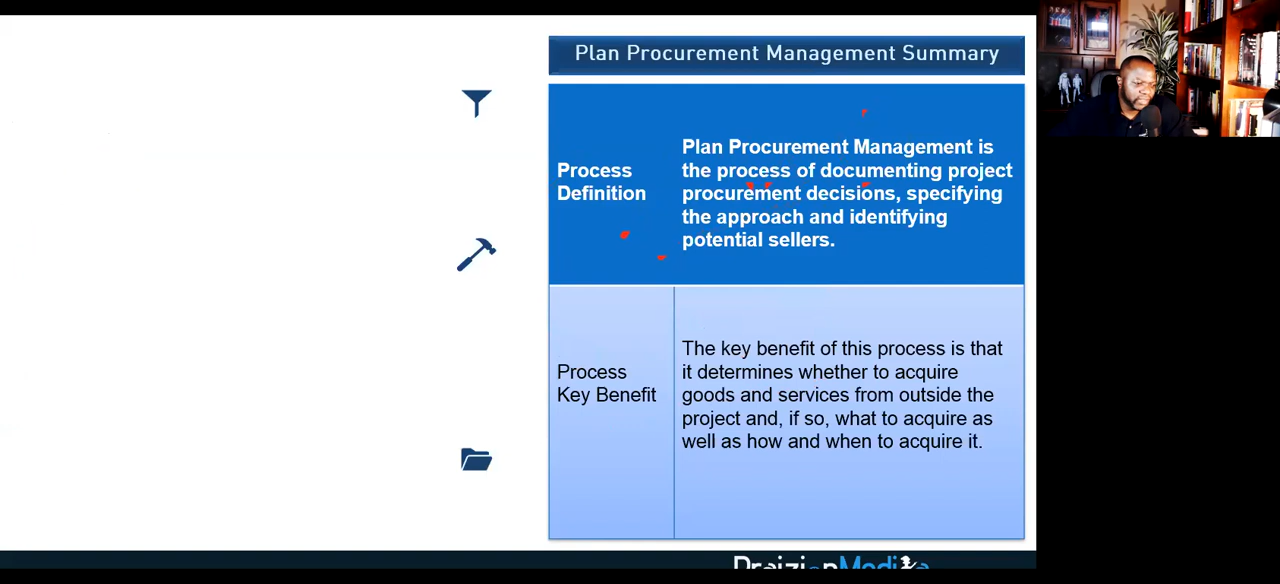 Plan Procurement Management Summary
Process
Definition
Plan Procurement Management is
the process of documenting project
procurement decisions, specifying
the approach and identifying
potential sellers.
Process
Key Benefit
The key benefit of this process is that
it determines whether to acquire
goods and services from outside the
project and, if so, what to acquire as
well as how and when to acquire it.
PraizionMedia